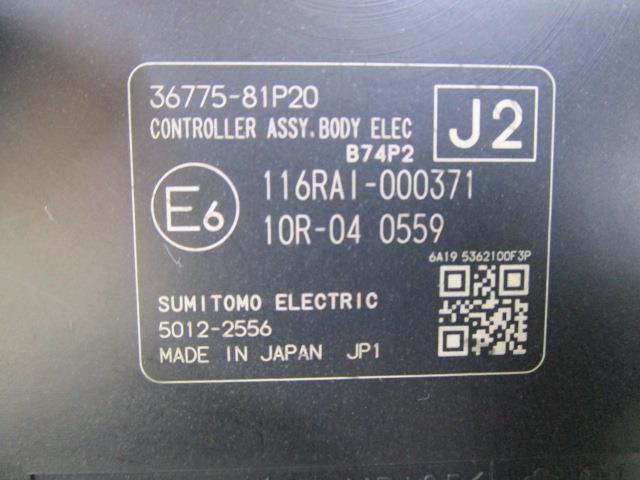 36775-81P20
CONTROLLER ASSY.BODY ELEC
J2
B74P2
E6
116RAI-000371
10R-04 0559
6A19 5362100F3P
SUMITOMO ELECTRIC
5012-2556
MADE IN JAPAN JP1